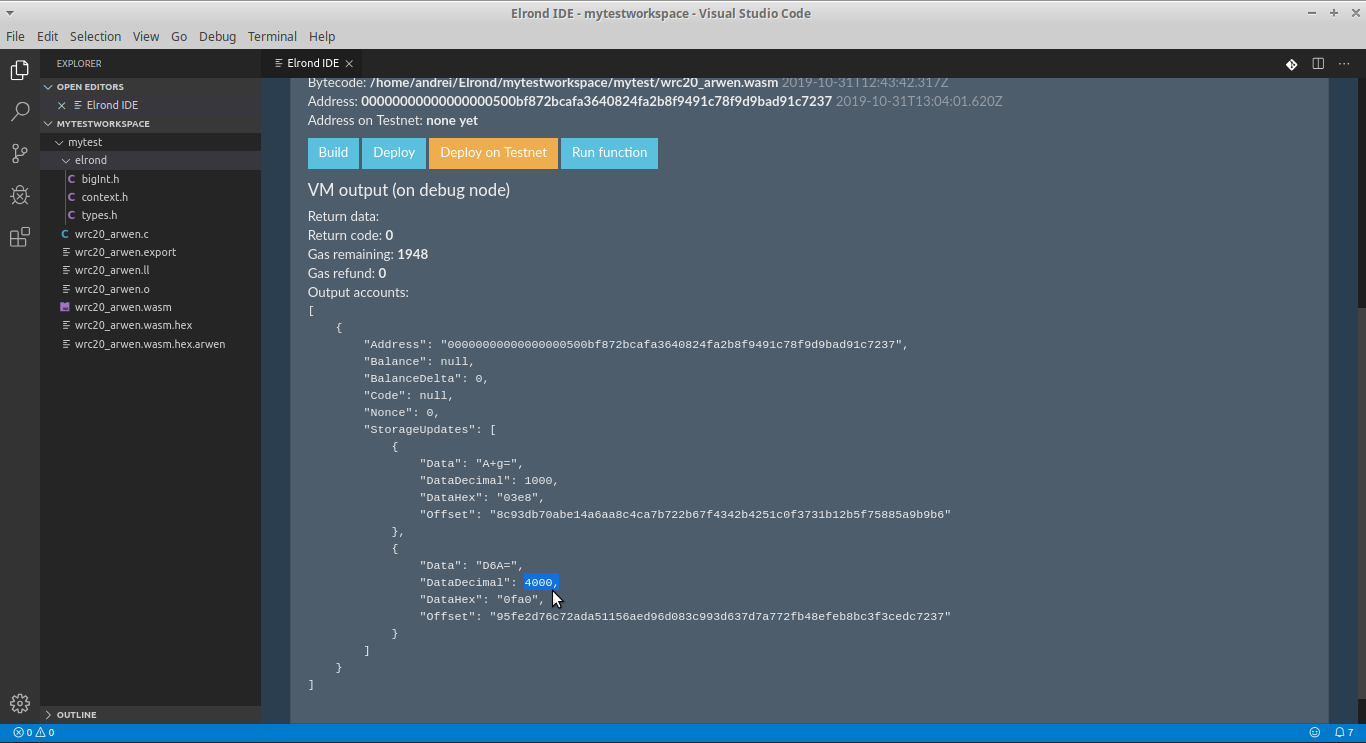 Elrond IDE - mytestworkspace - Visual Studio Code
File Edit Selection View Go Debug Terminal Help
EXPLORER
OPEN EDITORS
Elrond IDE
MYTESTWORKSPACE
mytest
elrond
bigInt.h
context.h
types.h
wrc20_arwen.c
wrc20_arwen.export
wrc20_arwen.ll
wrc20_arwen.o
wrc20_arwen.wasm
wrc20_arwen.wasm.hex
wrc20_arwen.wasm.hex.arwen
OUTLINE
Elrond IDE
Bytecode: /home/andrei/Elrond/mytestworkspace/mytest/wrc20_arwen.wasm 2019-10-31T12:43:42.317Z
Address: 00000000000000000500bf872bcafa3640824fa2b8f9491c78f9d9bad91c7237 2019-10-31T13:04:01.620Z
Address on Testnet: none yet
Build Deploy Deploy on Testnet Run function
VM output (on debug node)
Return data:
Return code: 0
Gas remaining: 1948
Gas refund: 0
Output accounts:
[
{
"Address": "00000000000000000500bf872bcafa3640824fa2b8f9491c78f9d9bad91c7237",
"Balance": null,
"BalanceDelta": 0,
"Code": null,
"Nonce": 0,
"StorageUpdates": [
{
"Data": "A+g=",
"DataDecimal": 1000,
"DataHex": "03e8",
"Offset": "8c93db70abe14a6aa8c4ca7b722b67f4342b4251c0f3731b12b5f75885a9b9b6"
},
{
"Data": "D6A=",
"DataDecimal": 4000,
"DataHex": "0fa0",
"Offset": "95fe2d76c72ada51156aed96d083c993d637d7a772fb48efeb8bc3f3cedc7237"
}
]
}
]
0 0
7